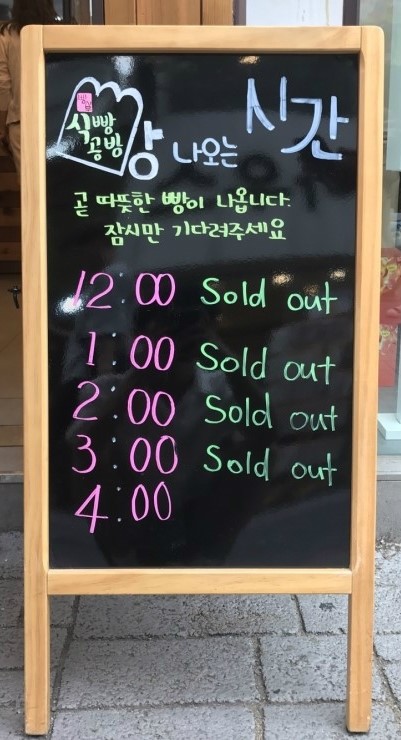 식빵
공방
빵 나오는 시간
곧 따뜻한 빵이 나옵니다.
잠시만 기다려주세요
12:00 Sold out
1:00 Sold out
2:00 Sold out
3:00 Sold out
4:00